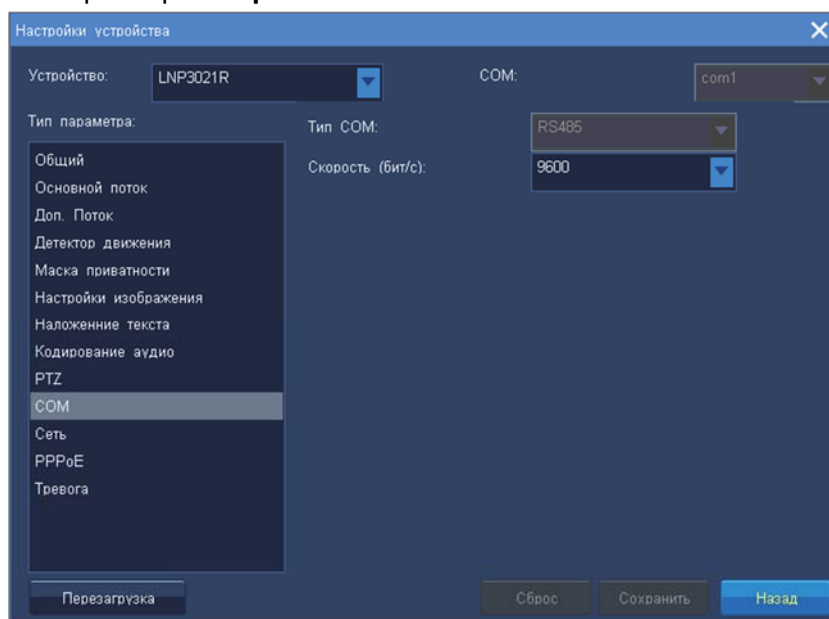 Настройки устройства
Устройство: LNP3021R COM: com1
Тип параметра:
Тип COM: RS485
Скорость (бит/с): 9600
Общий
Основной поток
Доп. Поток
Детектор движения
Маска приватности
Настройки изображения
Наложенние текста
Кодирование аудио
PTZ
COM
Сеть
PPPoE
Тревога
Перезагрузка Сброс Сохранить Назад